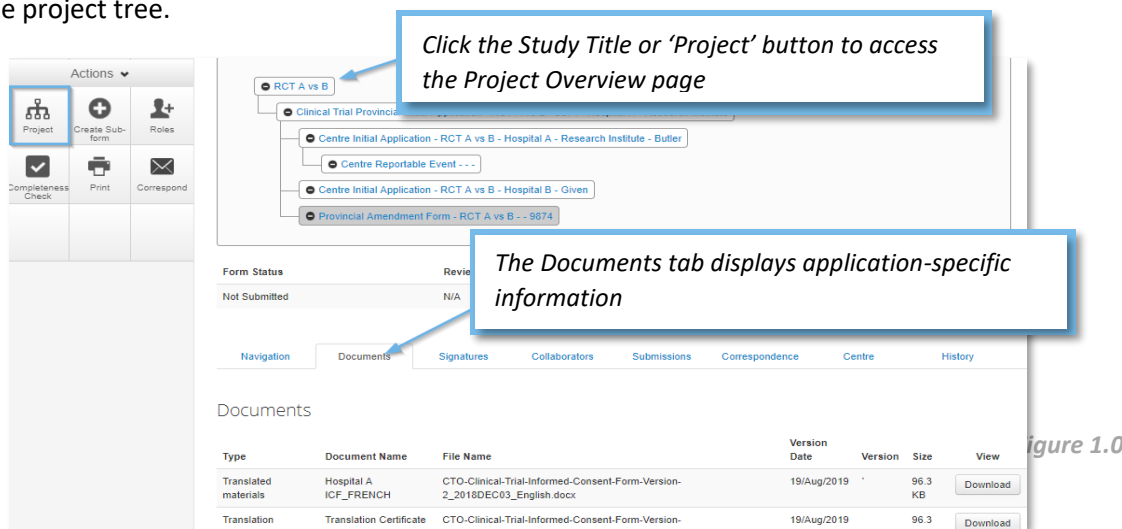 e project tree.
Click the Study Title or ‘Project’ button to access
the Project Overview page
Actions
Project
Create Sub-
form
Roles
Completeness
Check
Print
Correspond
RCT A vs B
Clinical Trial Provincial
Centre Initial Application - RCT A vs B - Hospital A - Research Institute - Butler
Centre Reportable Event - - -
Centre Initial Application - RCT A vs B - Hospital B - Given
Provincial Amendment Form - RCT A vs B - - 9874
The Documents tab displays application-specific
information
Form Status
Revie
Not Submitted
N/A
Navigation Documents Signatures Collaborators Submissions Correspondence Centre History
Documents
Type Document Name File Name Version Date Version Size View
Translated materials Hospital A ICF_FRENCH CTO-Clinical-Trial-Informed-Consent-Form-Version-2_2018DEC03_English.docx 19/Aug/2019 96.3 KB Download
Translation Translation Certificate CTO-Clinical-Trial-Informed-Consent-Form-Version- 19/Aug/2019 96.3 Download
igure 1.0